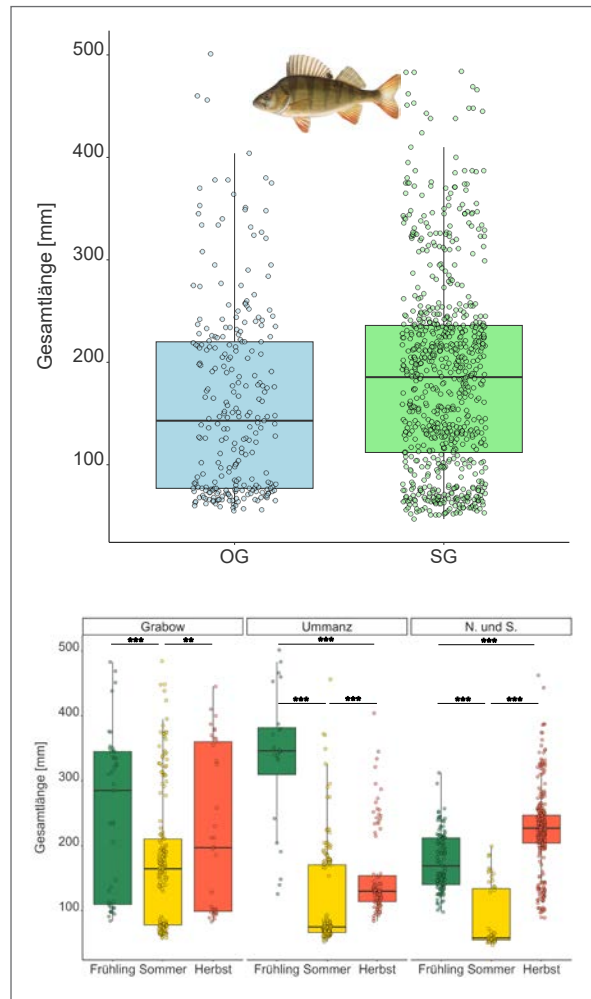 Gesamtlänge [mm]
500
400
300
200
100
OG SG
Grabow Ummanz N. und S.
*** ** *** ***
*** *** *** ***
Gesamtlänge [mm]
500
400
300
200
100
Frühling Sommer Herbst Frühling Sommer Herbst Frühling Sommer Herbst